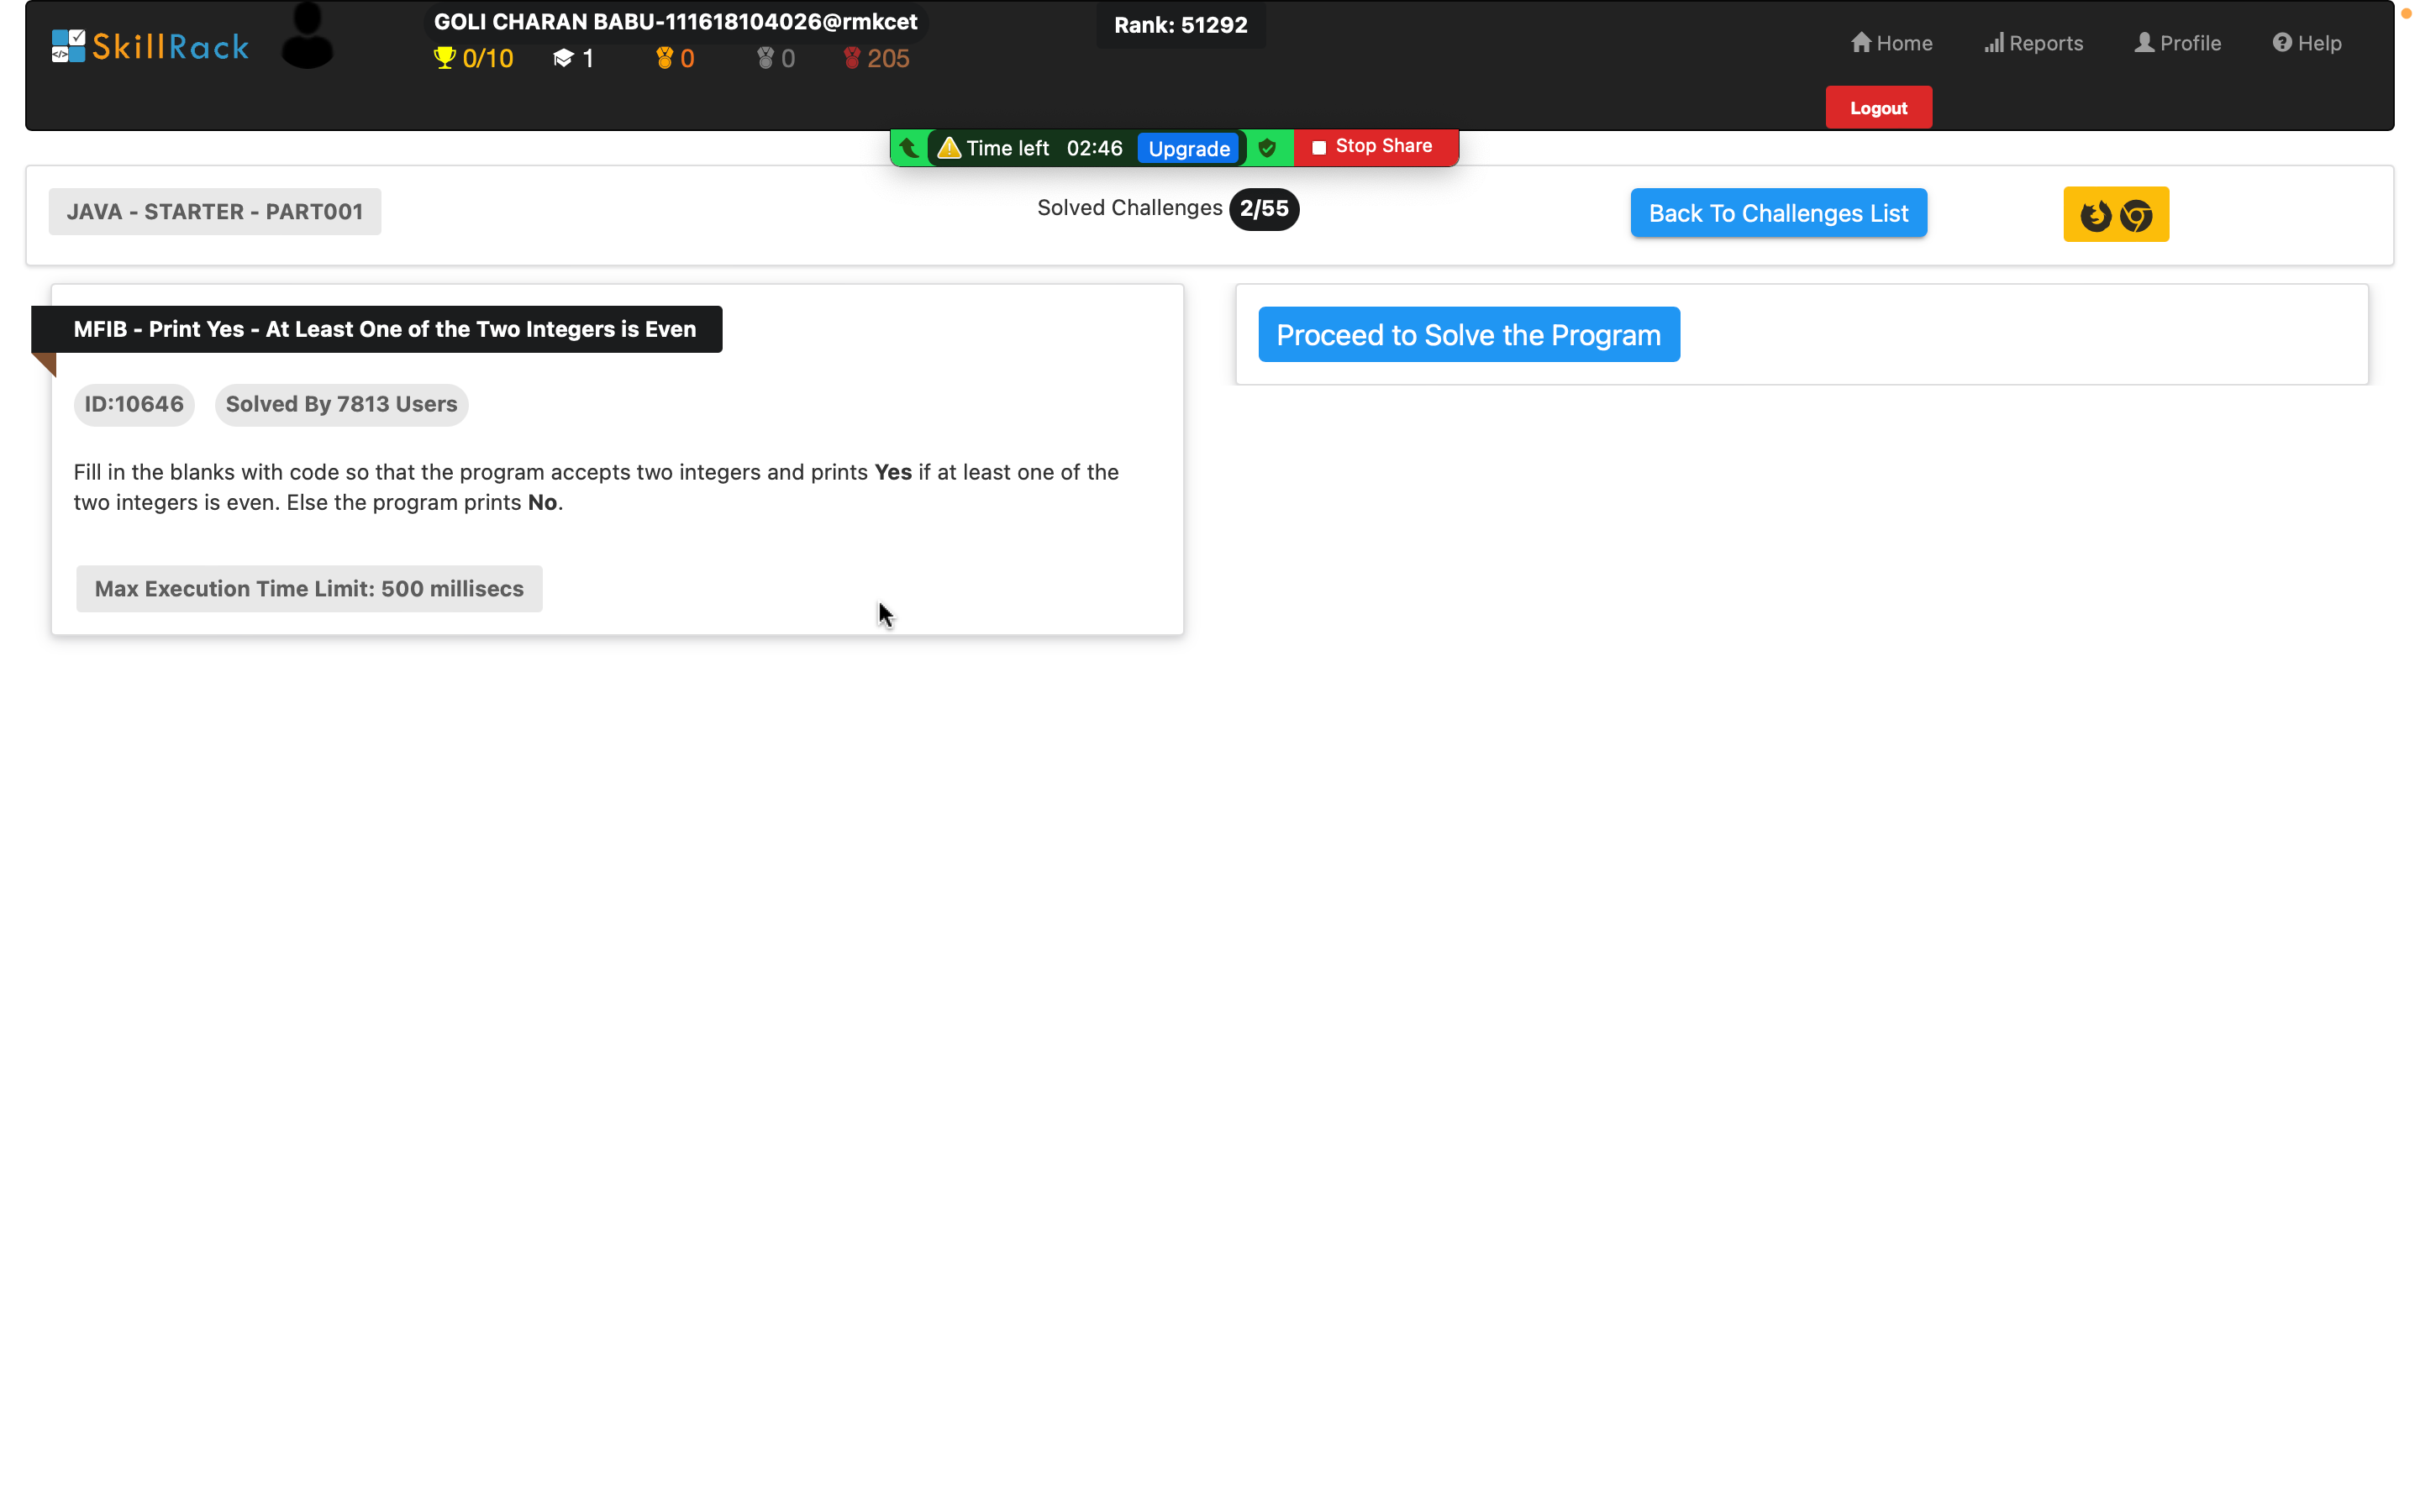 SkillRack
GOLI CHARAN BABU-111618104026@rmkcet
0/10 1 0 0 205
Rank: 51292
Home Reports Profile Help
Logout
Time left 02:46 Upgrade Stop Share
JAVA - STARTER - PART001
Solved Challenges 2/55
Back To Challenges List
MFIB - Print Yes - At Least One of the Two Integers is Even
ID:10646 Solved By 7813 Users
Fill in the blanks with code so that the program accepts two integers and prints Yes if at least one of the
two integers is even. Else the program prints No.
Max Execution Time Limit: 500 millisecs
Proceed to Solve the Program